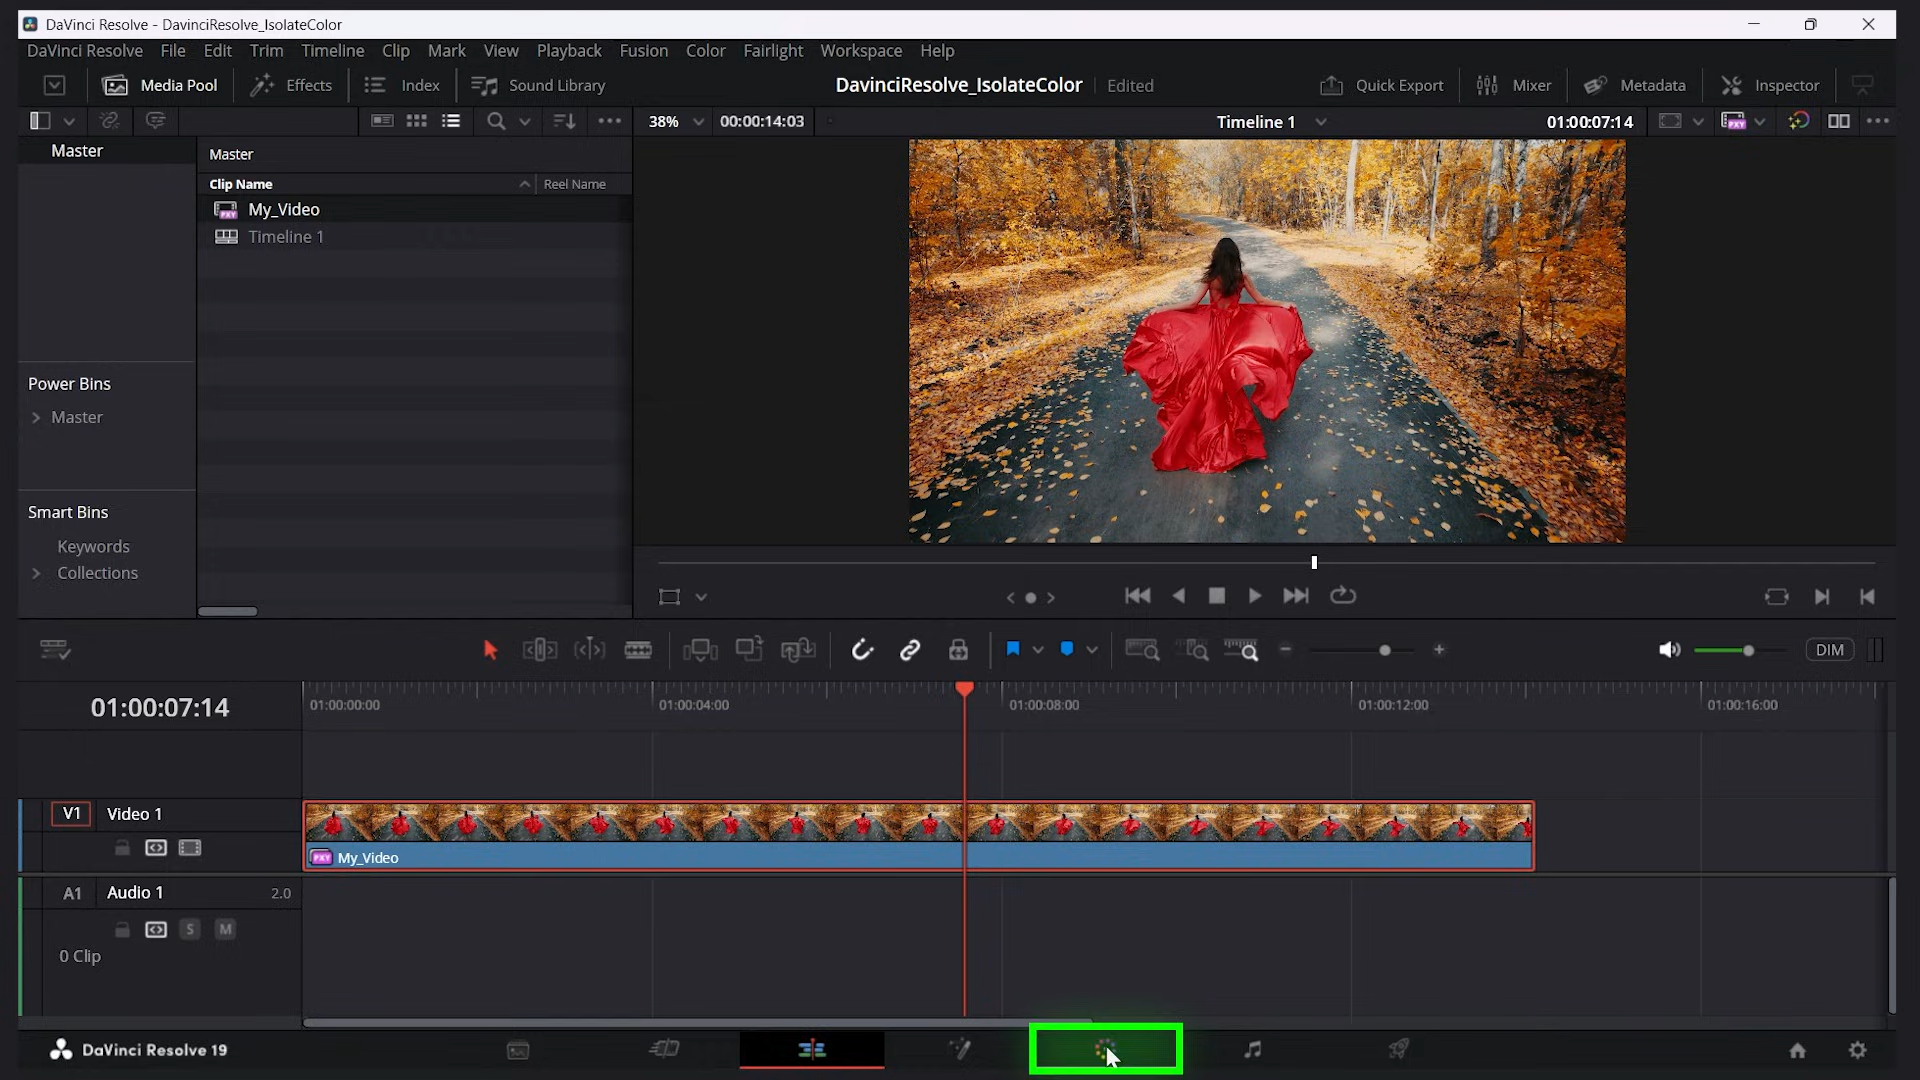 DaVinci Resolve - DavinciResolve_IsolateColor
DaVinci Resolve File Edit Trim Timeline Clip Mark View Playback Fusion Color Fairlight Workspace Help
Media Pool Effects Index Sound Library DavinciResolve_IsolateColor Edited Quick Export Mixer Metadata Inspector
38% 00:00:14:03 Timeline 1 01:00:07:14 PXY
Master Master
Clip Name Reel Name
PXY My_Video
Timeline 1
Power Bins
Master
Smart Bins
Keywords
Collections
DIM
01:00:07:14 01:00:00:00 01:00:04:00 01:00:08:00 01:00:12:00 01:00:16:00
V1 Video 1
PXY My_Video
A1 Audio 1 2.0
S M
0 Clip
DaVinci Resolve 19